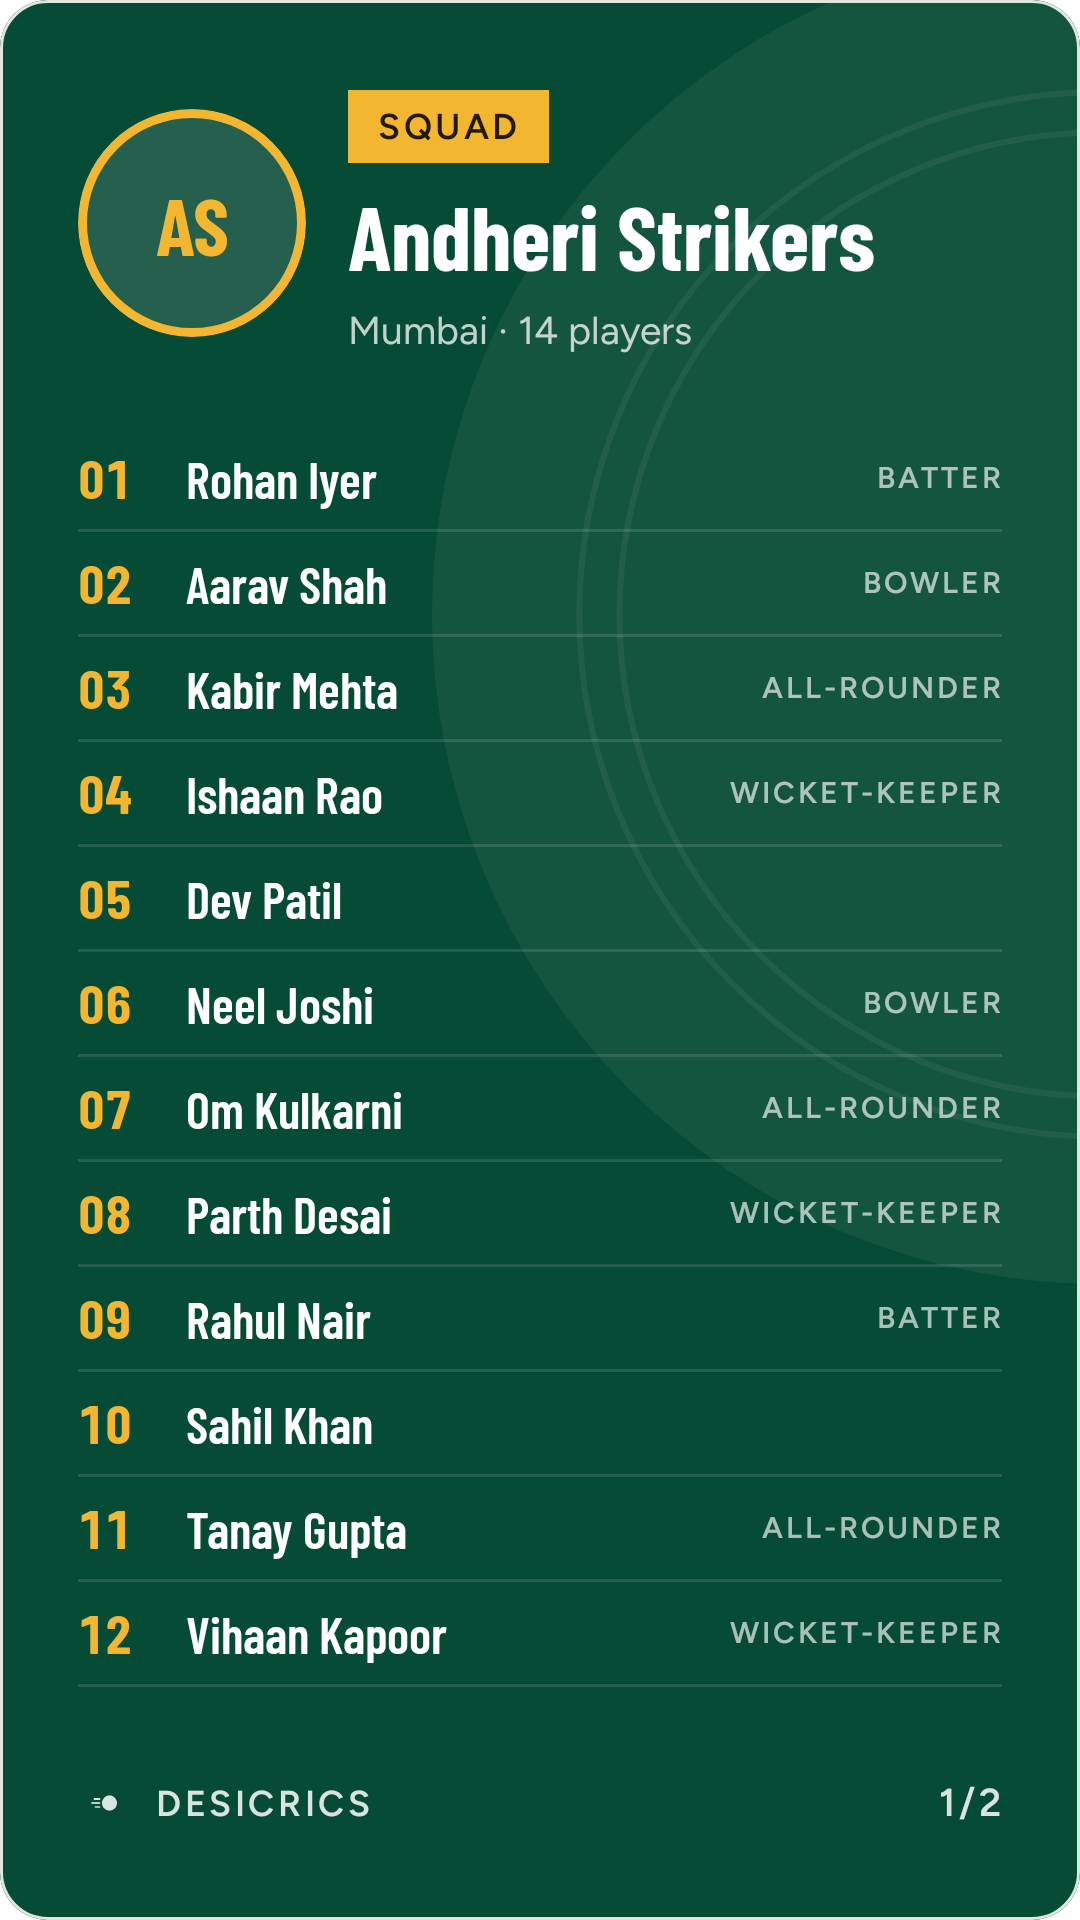 SQUAD
AS
Andheri Strikers
Mumbai · 14 players
01 Rohan Iyer BATTER
02 Aarav Shah BOWLER
03 Kabir Mehta ALL-ROUNDER
04 Ishaan Rao WICKET-KEEPER
05 Dev Patil
06 Neel Joshi BOWLER
07 Om Kulkarni ALL-ROUNDER
08 Parth Desai WICKET-KEEPER
09 Rahul Nair BATTER
10 Sahil Khan
11 Tanay Gupta ALL-ROUNDER
12 Vihaan Kapoor WICKET-KEEPER
DESICRICS 1/2